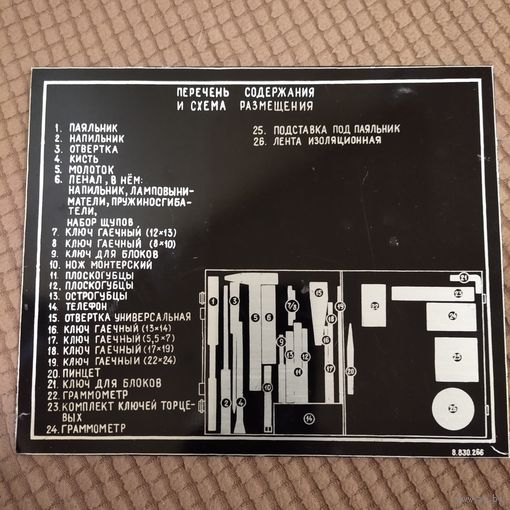 ПЕРЕЧЕНЬ СОДЕРЖАНИЯ
И СХЕМА РАЗМЕЩЕНИЯ
1. ПАЯЛЬНИК
2. НАПИЛЬНИК
3. ОТВЕРТКА
4. КИСТЬ
5. МОЛОТОК
6. ПЕНАЛ, В НЁМ:
НАПИЛЬНИК, ЛАМПОВЫНИ-
МАТЕЛИ, ПРУЖИНОСГИБА-
ТЕЛИ,
НАБОР ЩУПОВ
7. КЛЮЧ ГАЕЧНЫЙ (12×13)
8 КЛЮЧ ГАЕЧНЫЙ (8×10)
9. КЛЮЧ ДЛЯ БЛОКОВ
10. НОЖ МОНТЕРСКИЙ
11. ПЛОСКОГУБЦЫ
12. ПЛОСКОГУБЦЫ
13. ОСТРОГУБЦЫ
14. ТЕЛЕФОН
15. ОТВЕРТКА УНИВЕРСАЛЬНАЯ
16. КЛЮЧ ГАЕЧНЫЙ (13×14)
17. КЛЮЧ ГАЕЧНЫЙ (5,5×7)
18. КЛЮЧ ГАЕЧНЫЙ (17×19)
19. КЛЮЧ ГАЕЧНЫЙ (22×24)
20. ПИНЦЕТ
21. КЛЮЧ ДЛЯ БЛОКОВ
22. ГРАММОМЕТР
23. КОМПЛЕКТ КЛЮЧЕЙ ТОРЦЕ-
ВЫХ
24. ГРАММОМЕТР
25. ПОДСТАВКА ПОД ПАЯЛЬНИК
26. ЛЕНТА ИЗОЛЯЦИОННАЯ
8.830.266